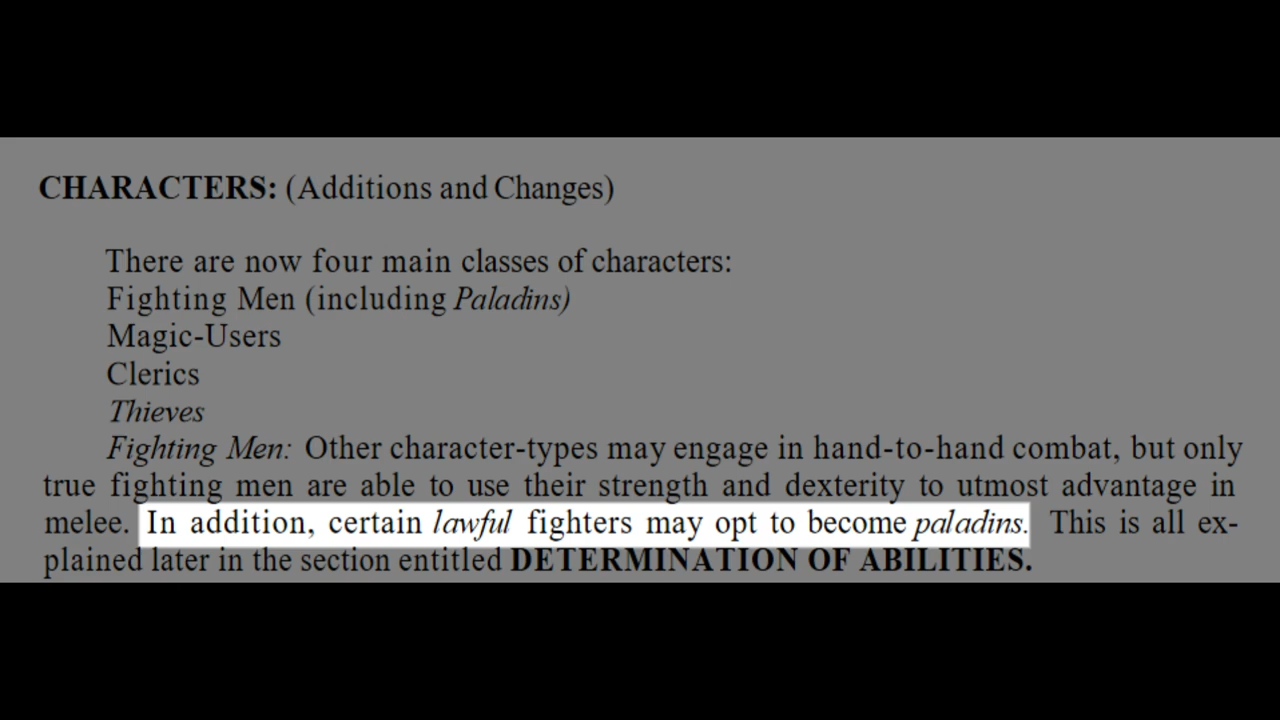 CHARACTERS: (Additions and Changes)
There are now four main classes of characters:
Fighting Men (including Paladins)
Magic-Users
Clerics
Thieves
Fighting Men: Other character-types may engage in hand-to-hand combat, but only
true fighting men are able to use their strength and dexterity to utmost advantage in
melee. In addition, certain lawful fighters may opt to become paladins. This is all ex-
plained later in the section entitled DETERMINATION OF ABILITIES.